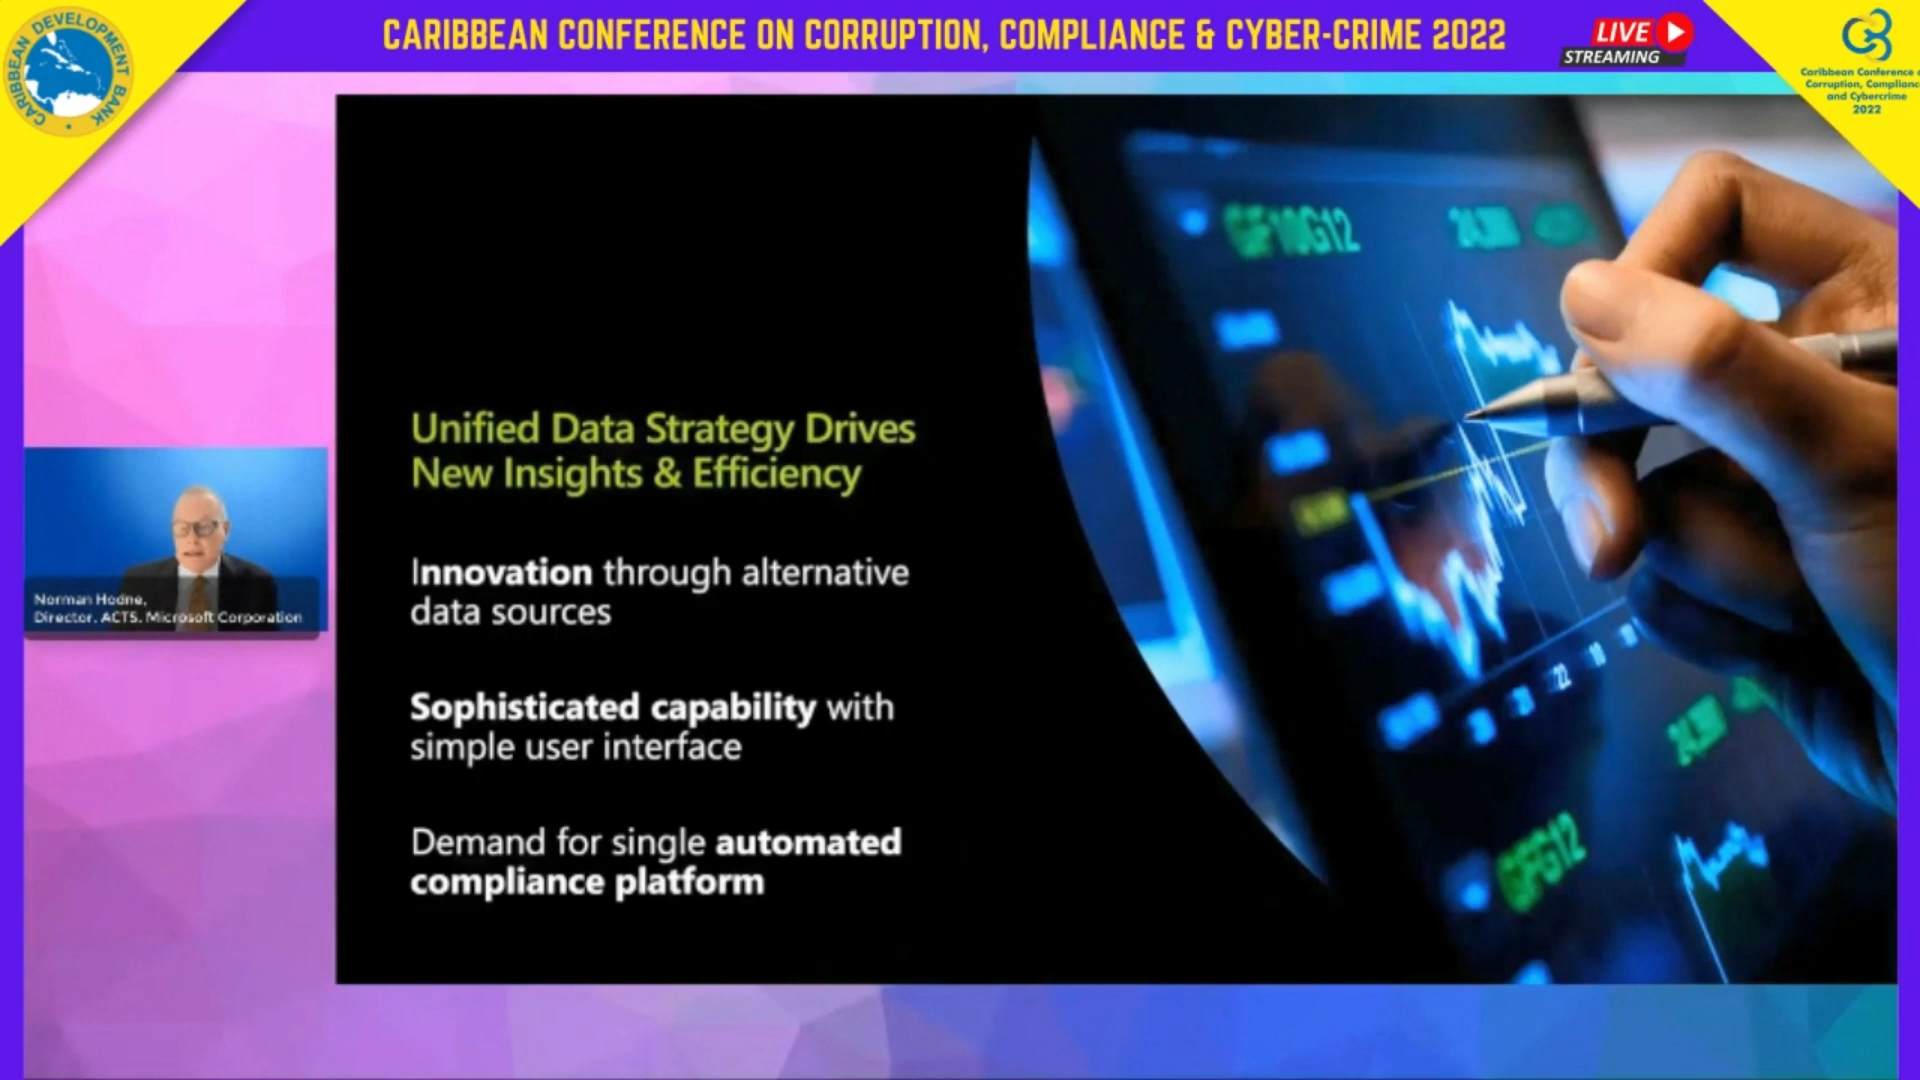 CARIBBEAN DEVELOPMENT BANK
CARIBBEAN CONFERENCE ON CORRUPTION, COMPLIANCE & CYBER-CRIME 2022
LIVE
STREAMING
Caribbean Conference
Corruption, Complianc
and Cybercrime
2022
Unified Data Strategy Drives
New Insights & Efficiency
Innovation through alternative
data sources
Sophisticated capability with
simple user interface
Demand for single automated
compliance platform
Norman Hodne,
Director, ACTS, Microsoft Corporation
22